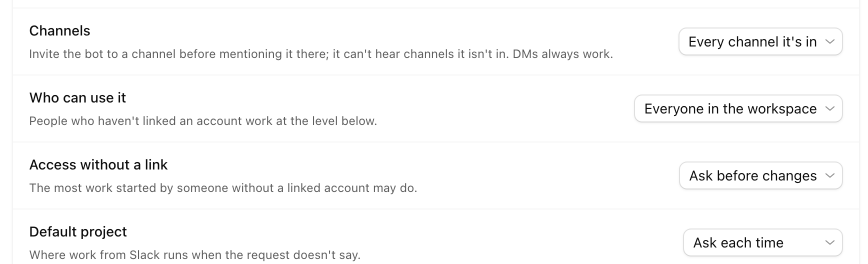 Channels
Every channel it's in
Invite the bot to a channel before mentioning it there; it can't hear channels it isn't in. DMs always work.
Who can use it
Everyone in the workspace
People who haven't linked an account work at the level below.
Access without a link
Ask before changes
The most work started by someone without a linked account may do.
Default project
Ask each time
Where work from Slack runs when the request doesn't say.